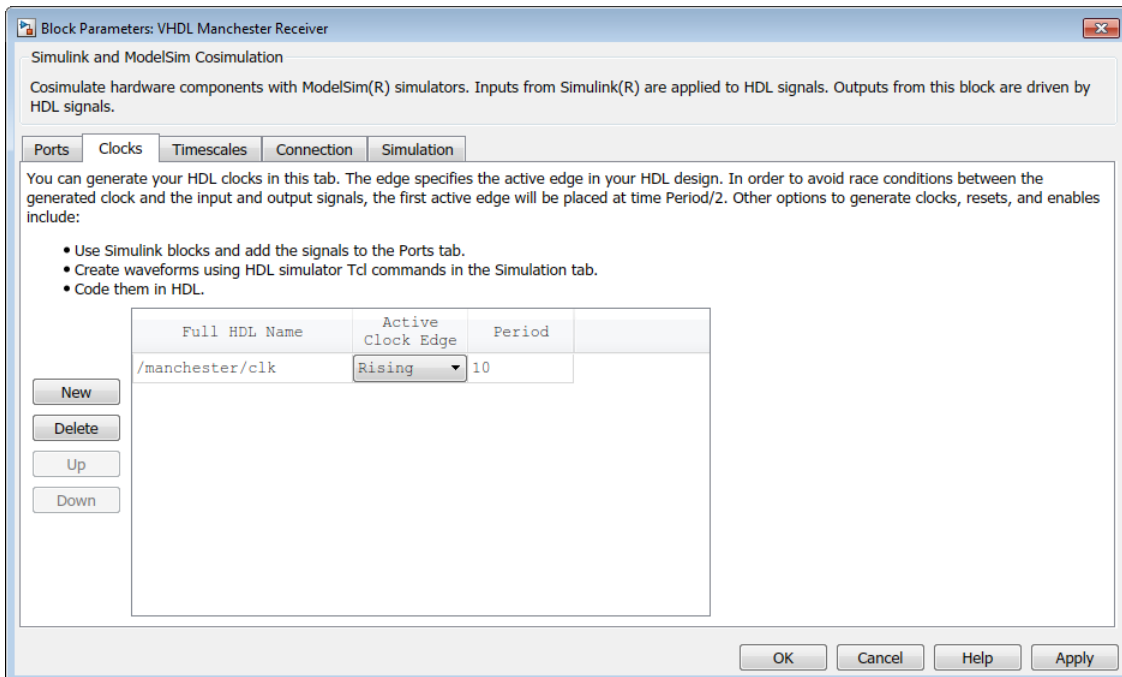 Block Parameters: VHDL Manchester Receiver
Simulink and ModelSim Cosimulation
Cosimulate hardware components with ModelSim(R) simulators. Inputs from Simulink(R) are applied to HDL signals. Outputs from this block are driven by
HDL signals.
Ports Clocks Timescales Connection Simulation
You can generate your HDL clocks in this tab. The edge specifies the active edge in your HDL design. In order to avoid race conditions between the
generated clock and the input and output signals, the first active edge will be placed at time Period/2. Other options to generate clocks, resets, and enables
include:
• Use Simulink blocks and add the signals to the Ports tab.
• Create waveforms using HDL simulator Tcl commands in the Simulation tab.
• Code them in HDL.
Full HDL Name Active Clock Edge Period
/manchester/clk Rising 10
New
Delete
Up
Down
OK Cancel Help Apply